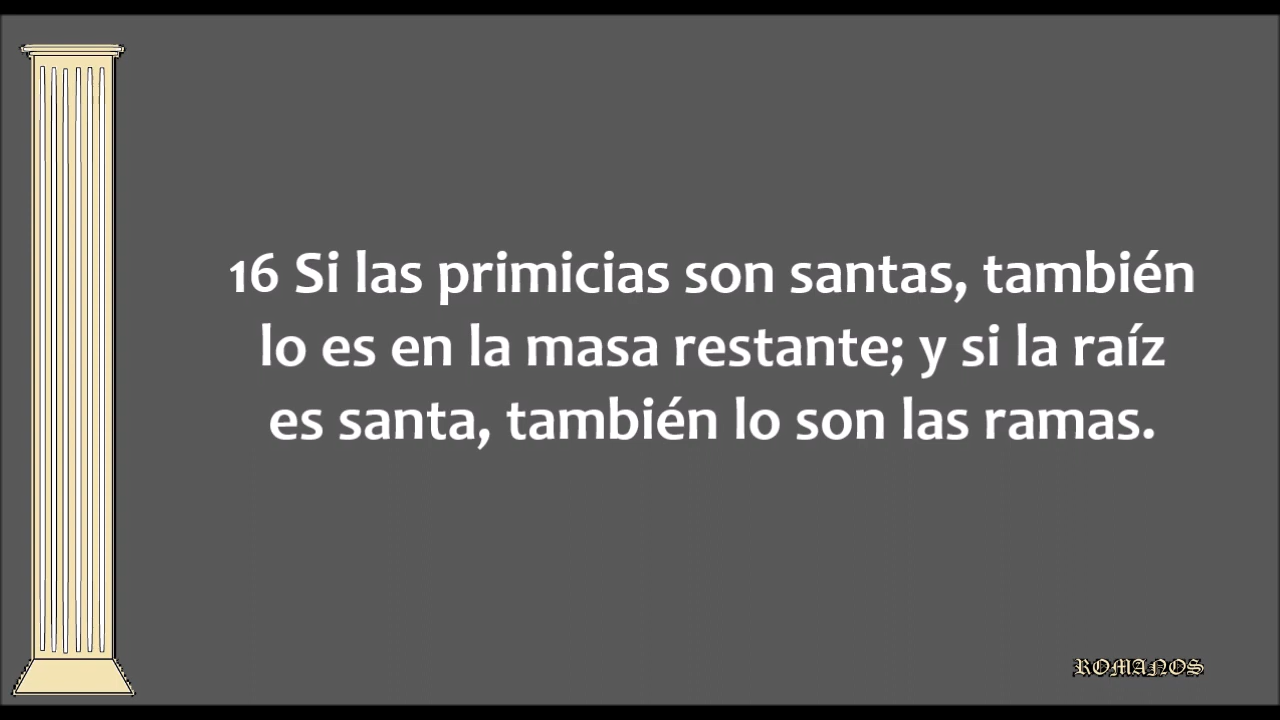 16 Si las primicias son santas, también
lo es en la masa restante; y si la raíz
es santa, también lo son las ramas.
ROMANOS